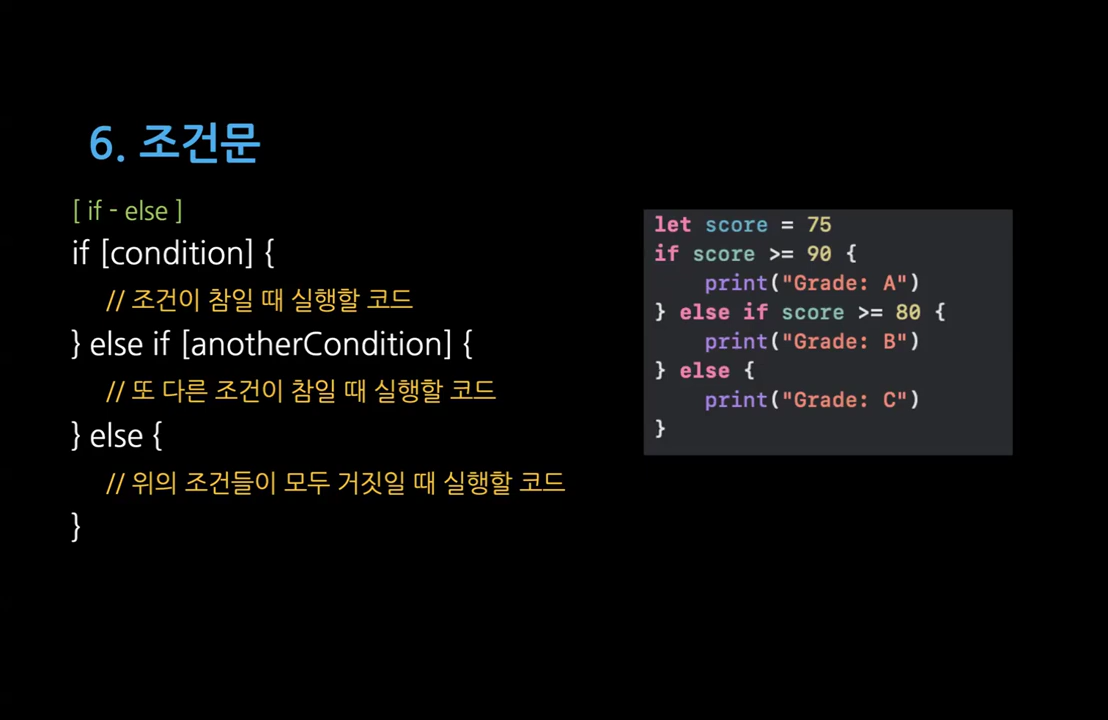 6. 조건문
[ if - else ]
if [condition] {
// 조건이 참일 때 실행할 코드
} else if [anotherCondition] {
// 또 다른 조건이 참일 때 실행할 코드
} else {
// 위의 조건들이 모두 거짓일 때 실행할 코드
}
let score = 75
if score >= 90 {
print("Grade: A")
} else if score >= 80 {
print("Grade: B")
} else {
print("Grade: C")
}